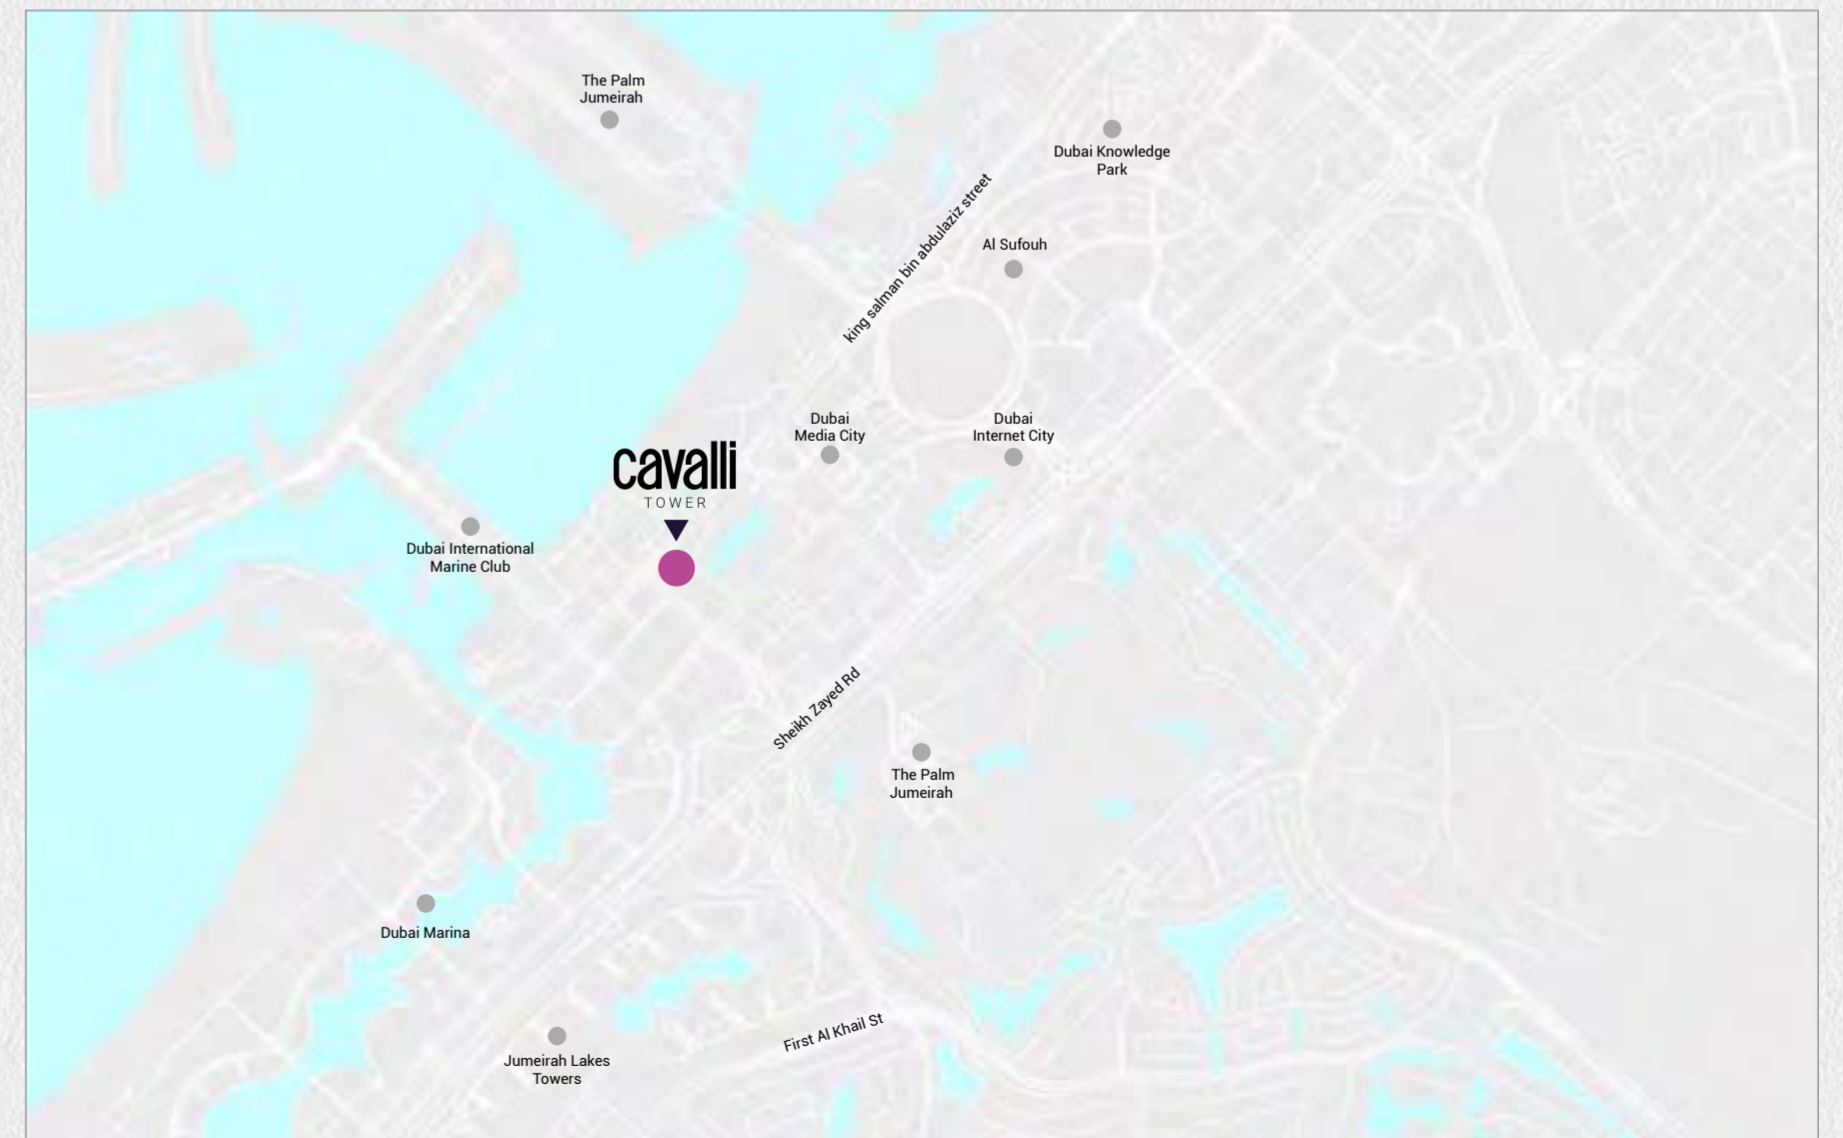 The Palm
Jumeirah
Dubai Knowledge
Park
king salman bin abdulaziz street
Al Sufouh
Dubai
Media City
Dubai
Internet City
cavalli
TOWER
Dubai International
Marine Club
Sheikh Zayed Rd
The Palm
Jumeirah
Dubai Marina
First Al Khail St
Jumeirah Lakes
Towers